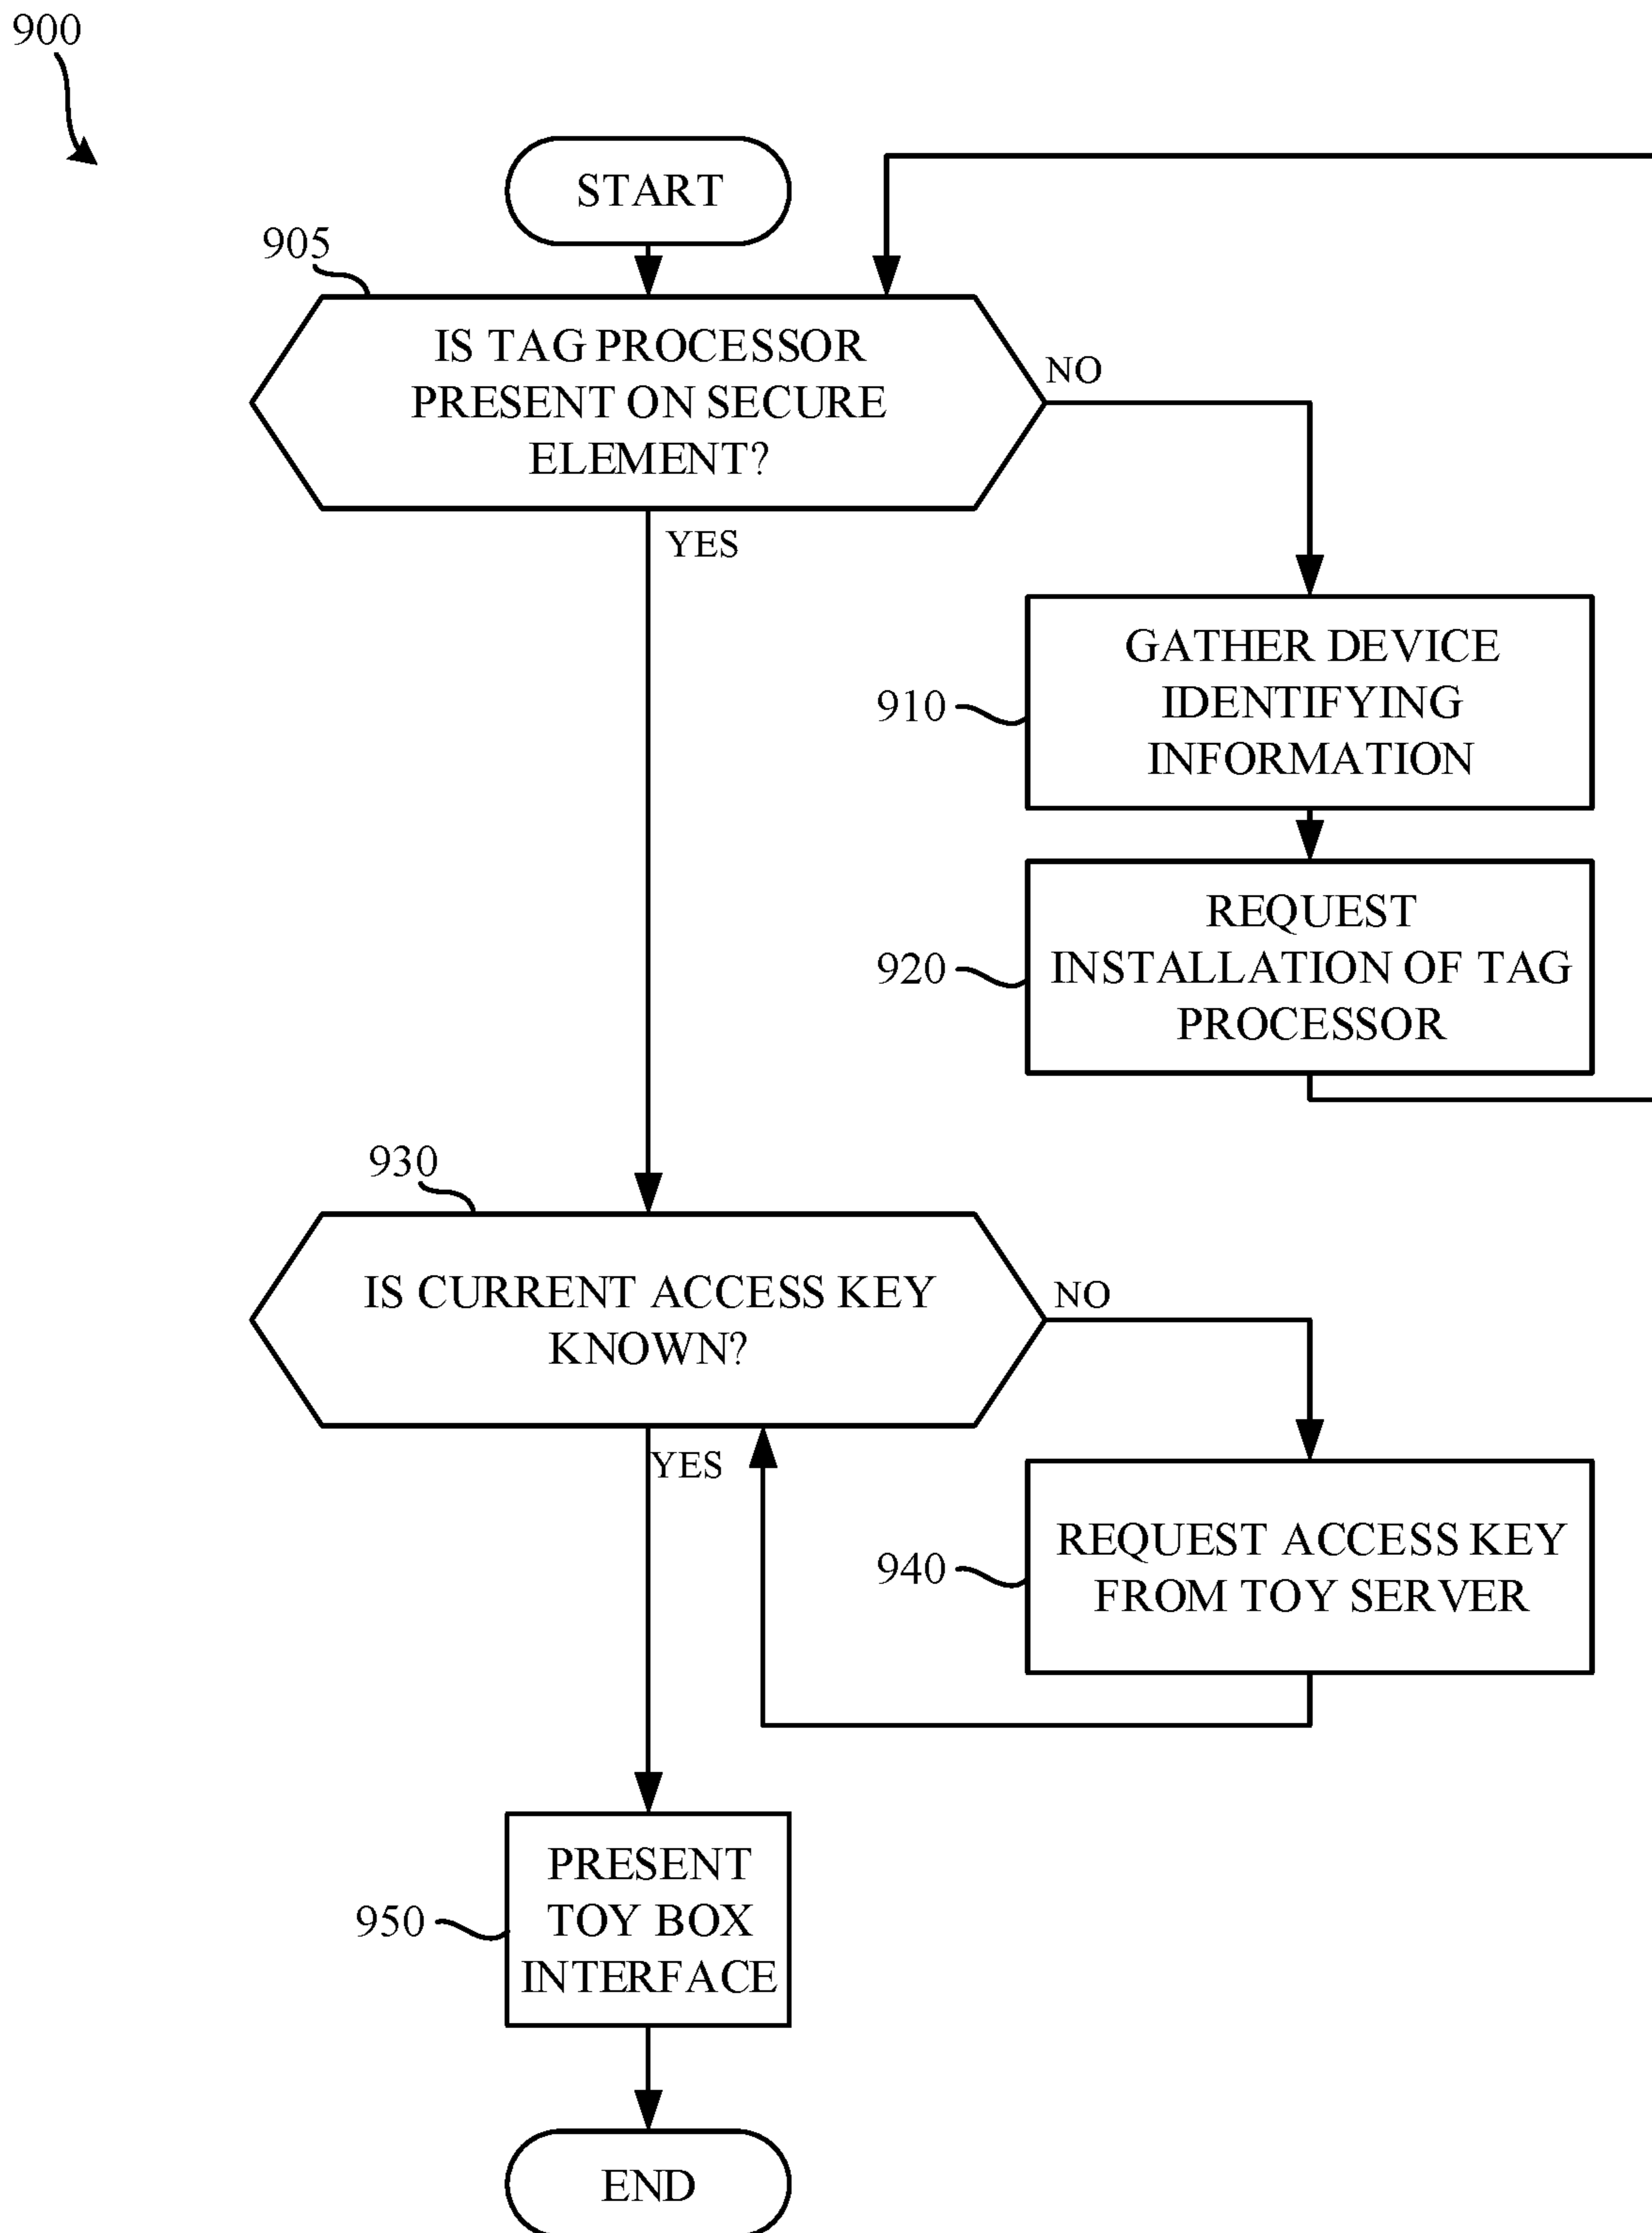 900
START
905
IS TAG PROCESSOR
PRESENT ON SECURE
ELEMENT?
NO
YES
GATHER DEVICE
IDENTIFYING
INFORMATION
910
REQUEST
INSTALLATION OF TAG
PROCESSOR
920
930
IS CURRENT ACCESS KEY
KNOWN?
NO
YES
REQUEST ACCESS KEY
FROM TOY SERVER
940
PRESENT
TOY BOX
INTERFACE
950
END